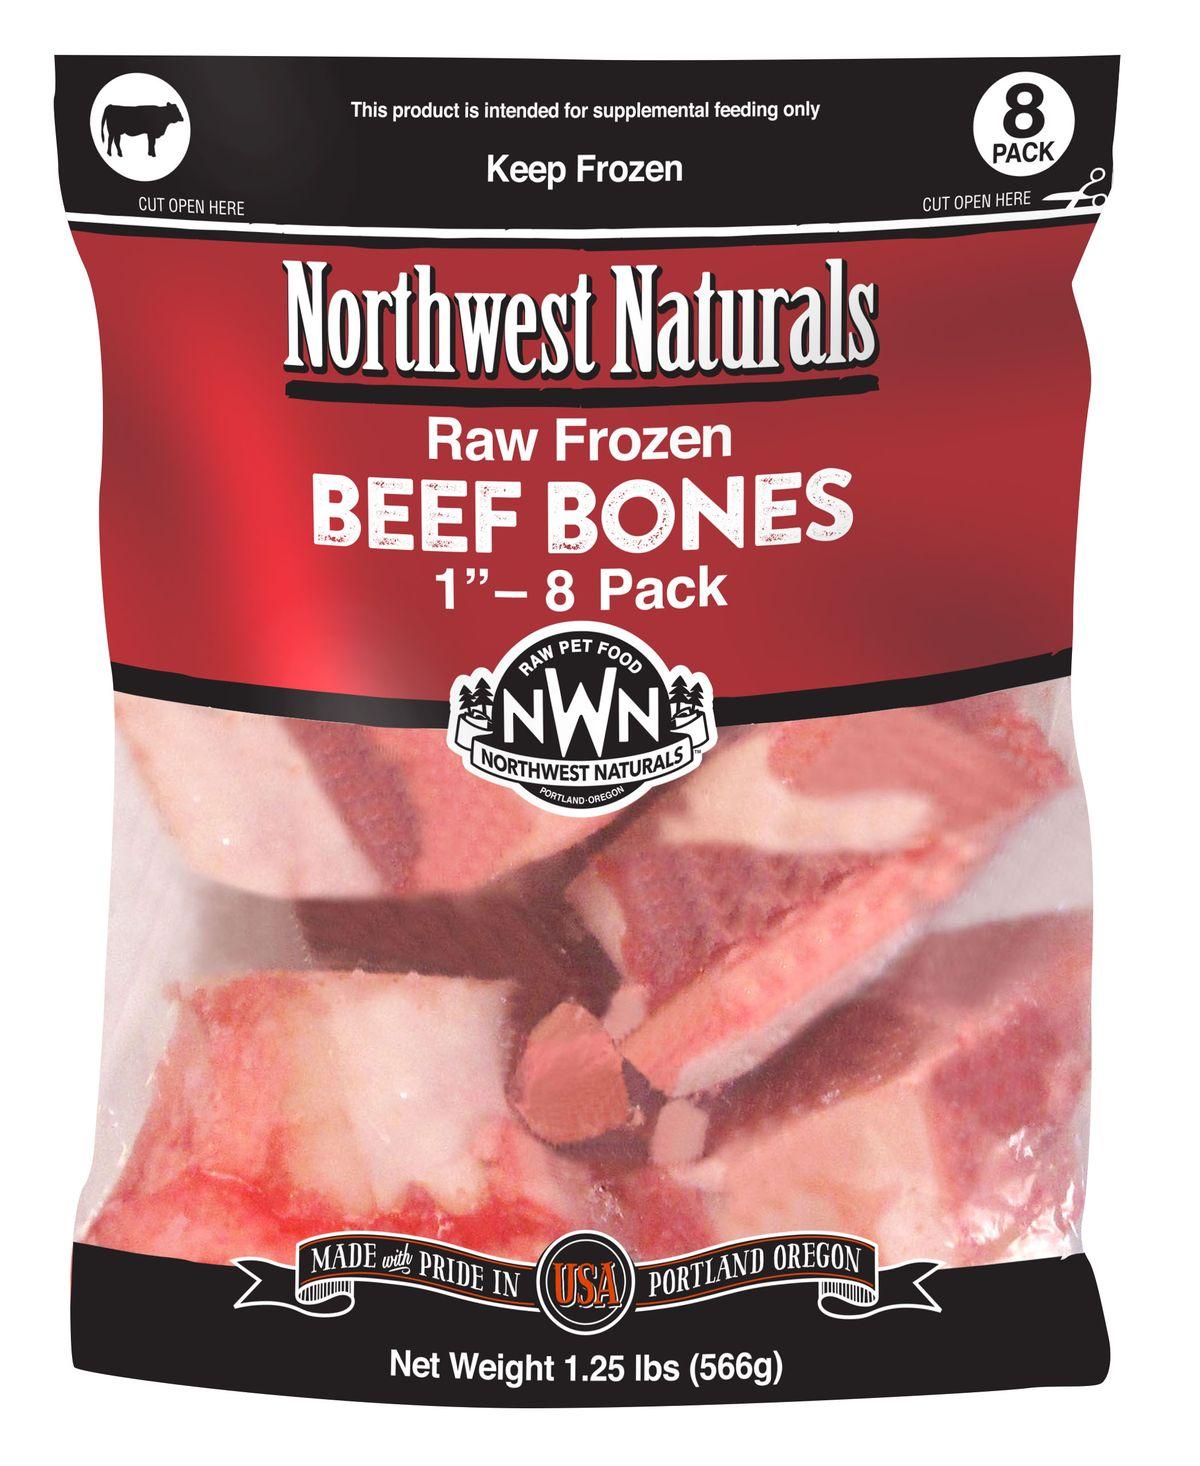 This product is intended for supplemental feeding only
8
PACK
Keep Frozen
CUT OPEN HERE
CUT OPEN HERE
Northwest Naturals
Raw Frozen
BEEF BONES
1”– 8 Pack
RAW PET FOOD
NWN
NORTHWEST NATURALS™
PORTLAND·OREGON
MADE with PRIDE IN USA PORTLAND OREGON
Net Weight 1.25 lbs (566g)